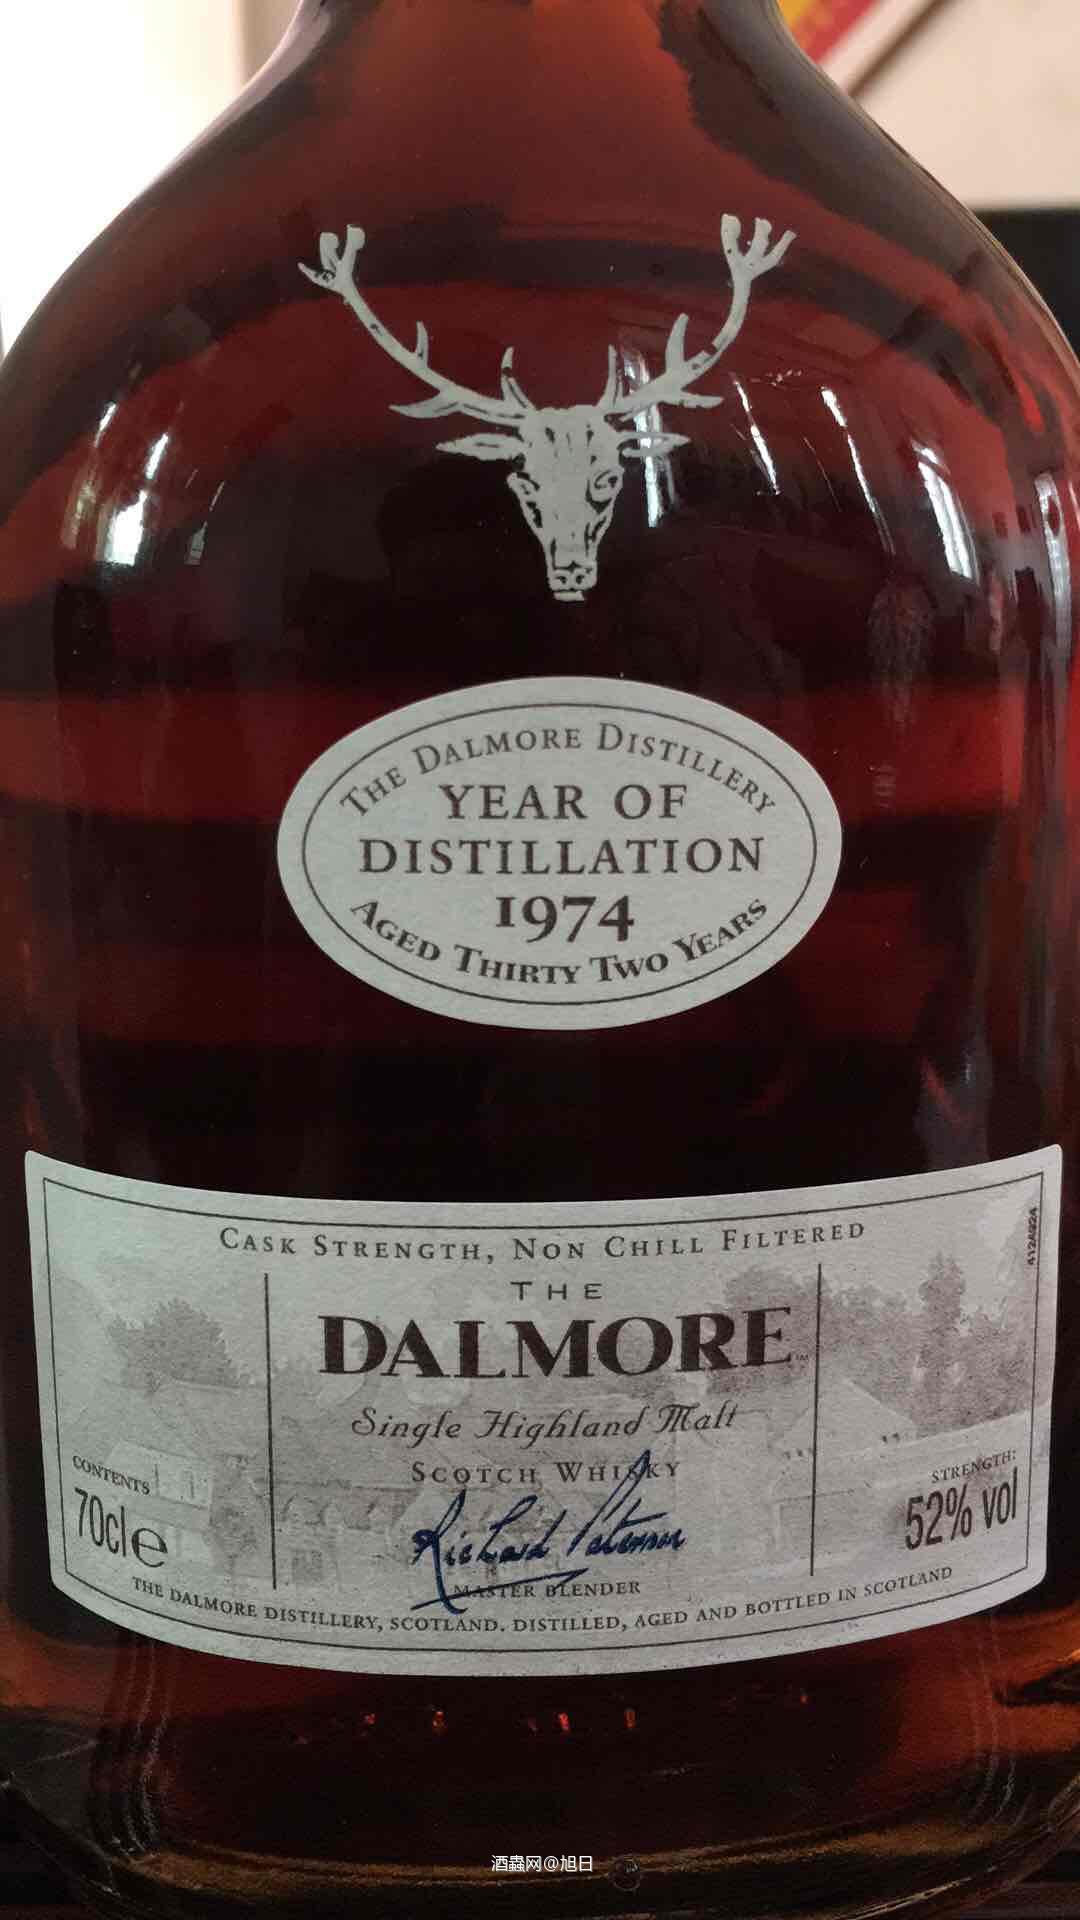 THE DALMORE DISTILLERY
YEAR OF
DISTILLATION
1974
AGED THIRTY TWO YEARS
CASK STRENGTH, NON CHILL FILTERED
THE
DALMORE™
Single Highland Malt
SCOTCH WHISKY
CONTENTS
70cl e
STRENGTH:
52% vol
Richard Paterson
MASTER BLENDER
THE DALMORE DISTILLERY, SCOTLAND. DISTILLED, AGED AND BOTTLED IN SCOTLAND
酒蟲网@旭日